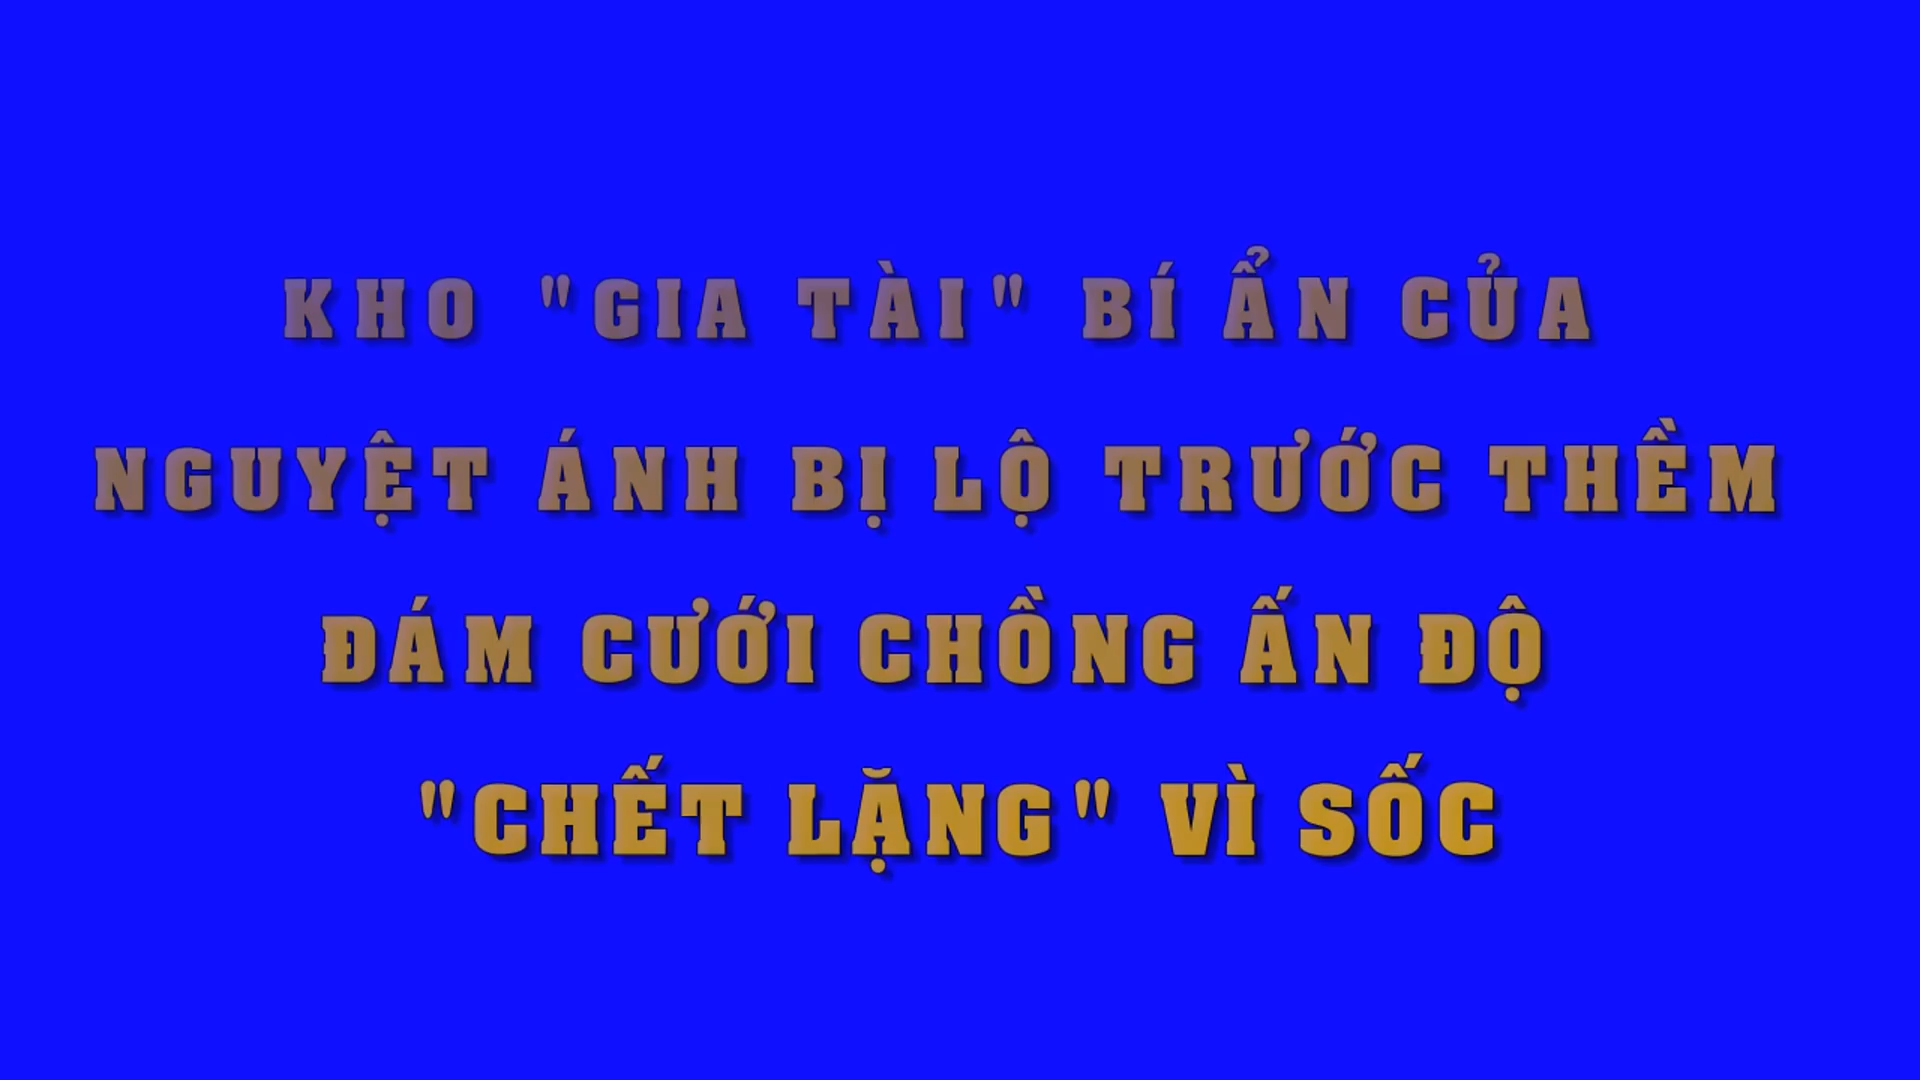 KHO "GIA TÀI" BÍ ẨN CỦA
NGUYỆT ÁNH BỊ LỘ TRƯỚC THỀM
ĐÁM CƯỚI CHỒNG ẤN ĐỘ
"CHẾT LẶNG" VÌ SỐC